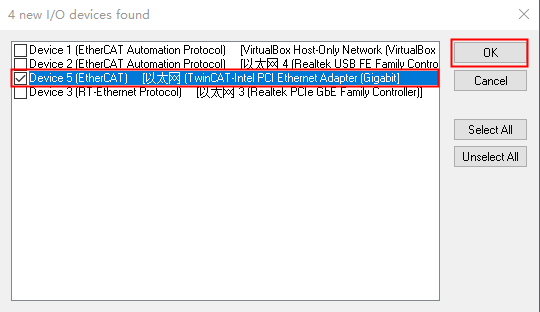 4 new I/O devices found
Device 1 (EtherCAT Automation Protocol) [VirtualBox Host-Only Network (VirtualBox
Device 2 (EtherCAT Automation Protocol) [以太网 4 (Realtek USB FE Family Contro
Device 5 (EtherCAT) [以太网 (TwinCAT-Intel PCI Ethernet Adapter (Gigabit]
Device 3 (RT-Ethernet Protocol) [以太网 3 (Realtek PCIe GbE Family Controller)]
OK
Cancel
Select All
Unselect All